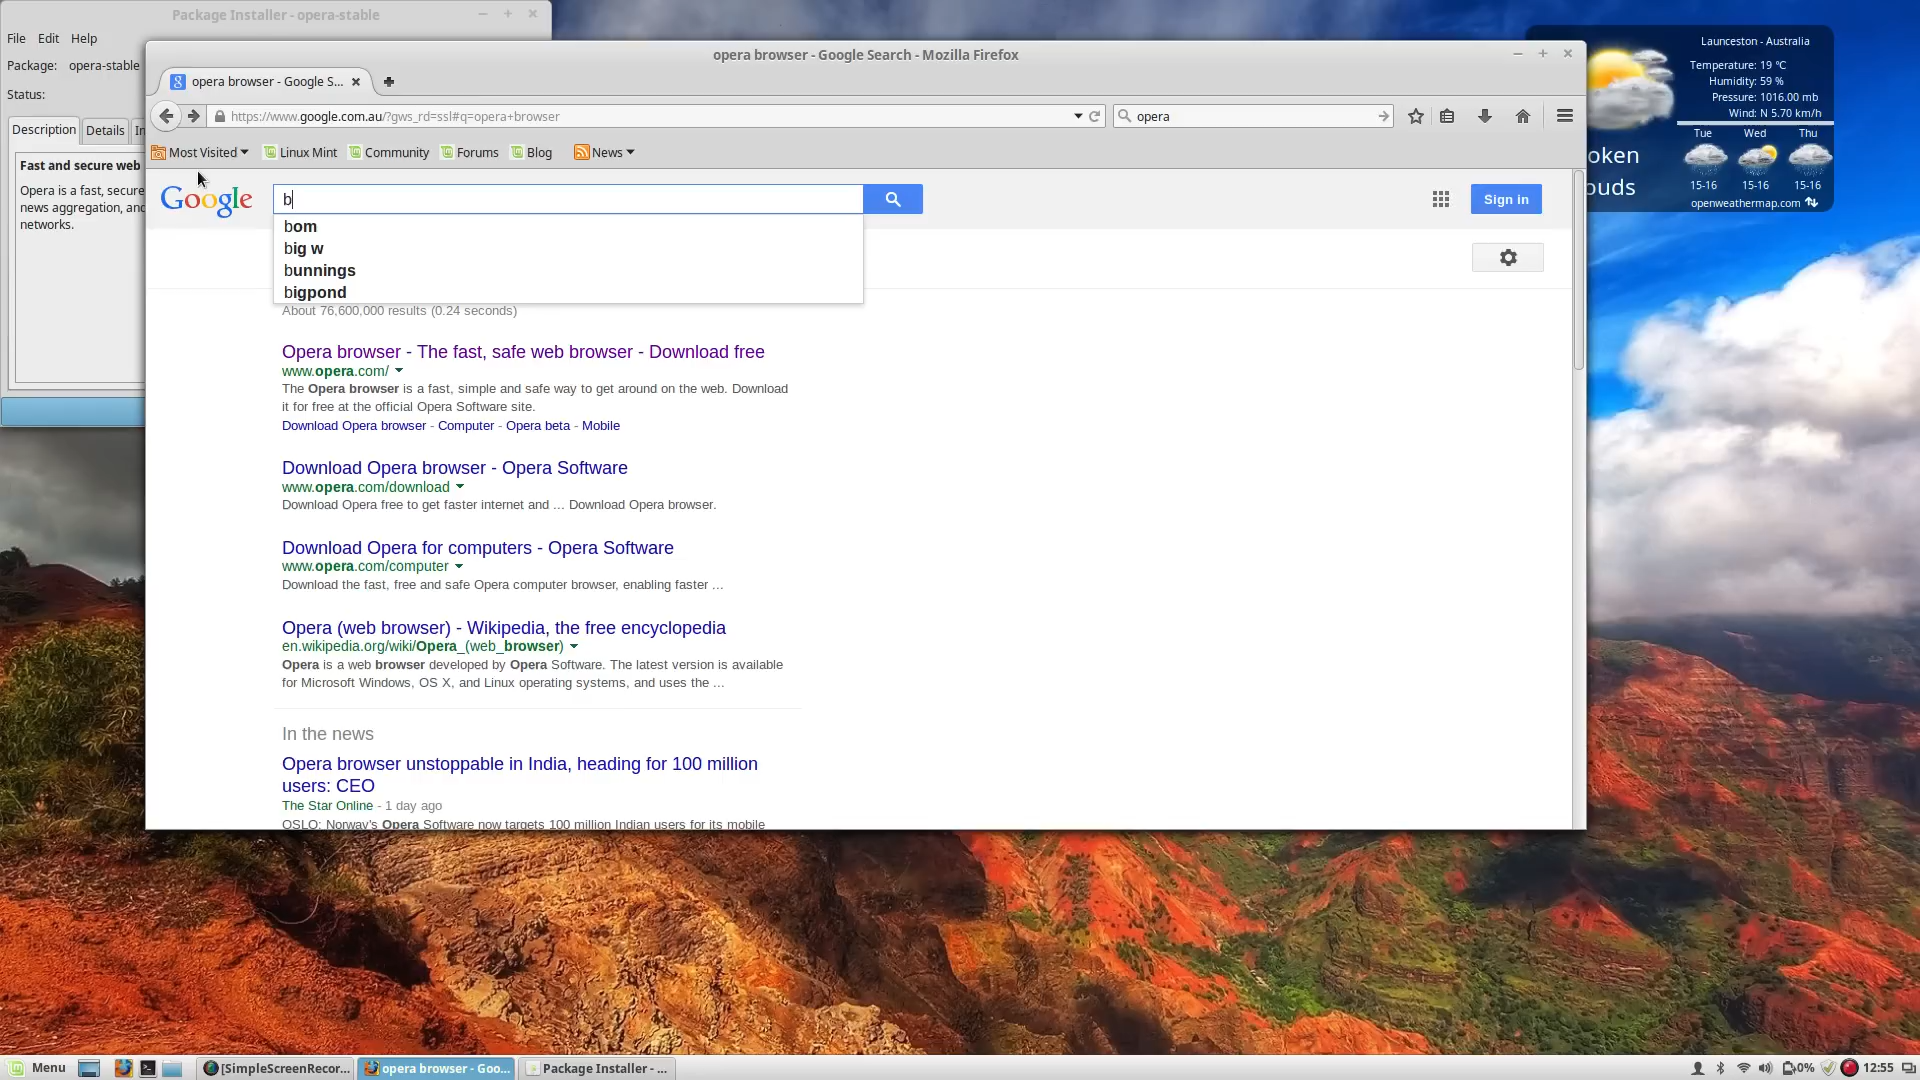 Package Installer - opera-stable
File Edit Help
Package: opera-stable
Status:
Description Details
Fast and secure web
Opera is a fast, secure
news aggregation, and
networks.
opera browser - Google Search - Mozilla Firefox
opera browser - Google S...
https://www.google.com.au/?gws_rd=ssl#q=opera+browser
opera
Most Visited Linux Mint Community Forums Blog News
Google
b
Sign in
bom
big w
bunnings
bigpond
About 76,600,000 results (0.24 seconds)
Opera browser - The fast, safe web browser - Download free
www.opera.com/
The Opera browser is a fast, simple and safe way to get around on the web. Download
it for free at the official Opera Software site.
Download Opera browser - Computer - Opera beta - Mobile
Download Opera browser - Opera Software
www.opera.com/download
Download Opera free to get faster internet and ... Download Opera browser.
Download Opera for computers - Opera Software
www.opera.com/computer
Download the fast, free and safe Opera computer browser, enabling faster ...
Opera (web browser) - Wikipedia, the free encyclopedia
en.wikipedia.org/wiki/Opera_(web_browser)
Opera is a web browser developed by Opera Software. The latest version is available
for Microsoft Windows, OS X, and Linux operating systems, and uses the ...
In the news
Opera browser unstoppable in India, heading for 100 million
users: CEO
The Star Online - 1 day ago
OSLO: Norway's Opera Software now targets 100 million Indian users for its mobile
Launceston - Australia
Temperature: 19 °C
Humidity: 59 %
Pressure: 1016.00 mb
Wind: N 5.70 km/h
Tue Wed Thu
oken
ouds
15-16 15-16 15-16
openweathermap.com
Menu
[SimpleScreenRecor...
opera browser - Goo...
Package Installer - ...
0%
12:55